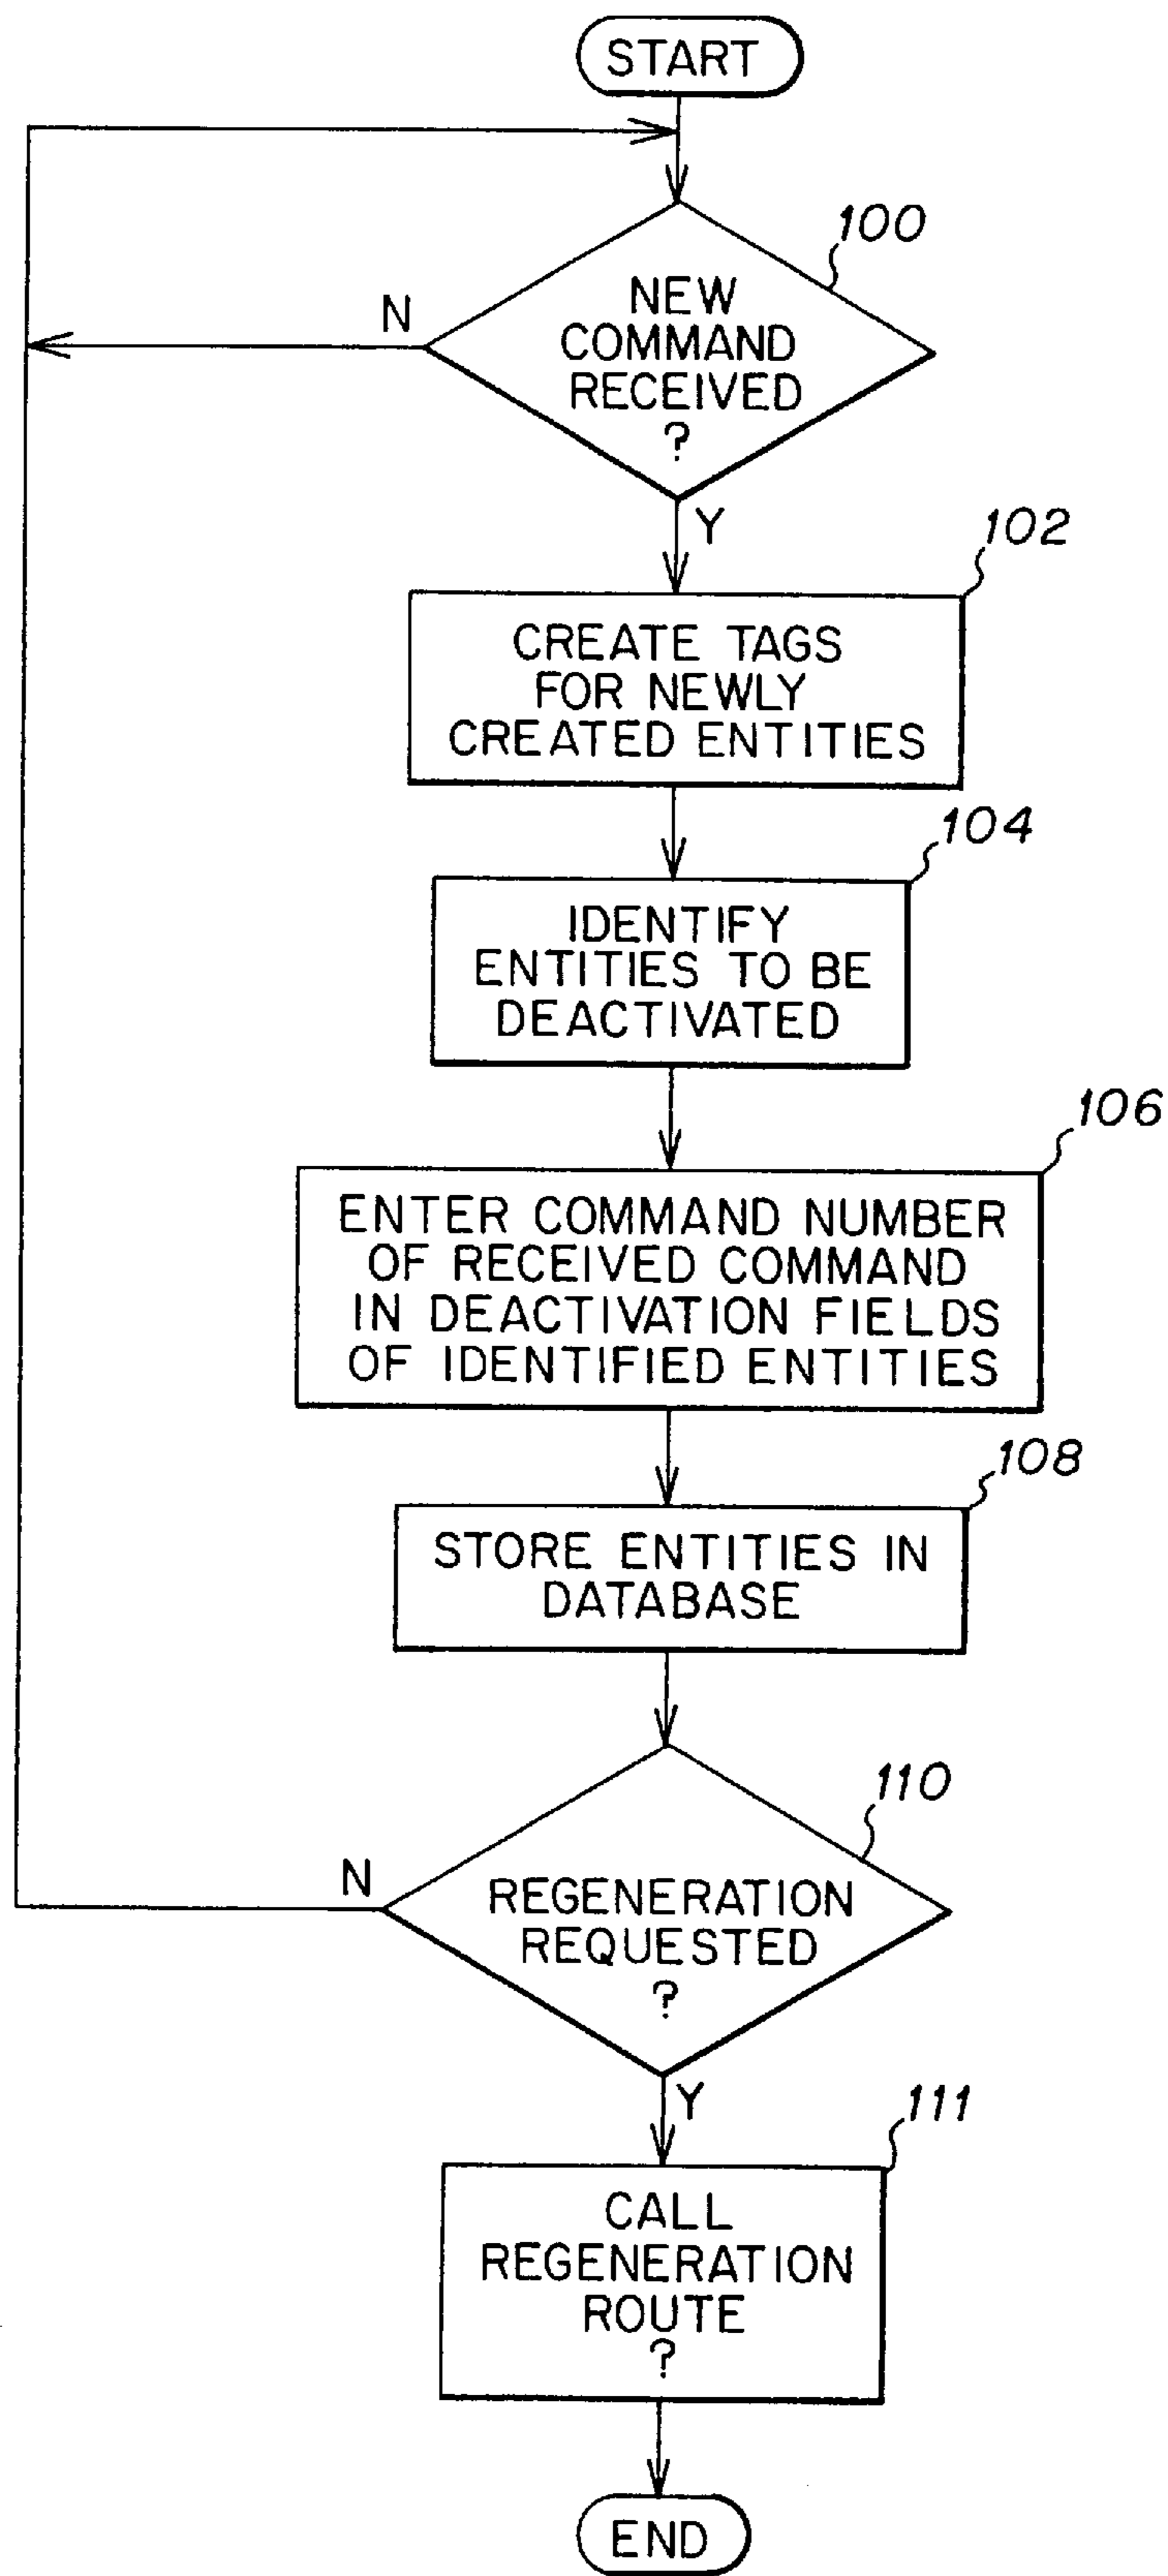 START
100
NEW
COMMAND
RECEIVED
?
N
Y
102
CREATE TAGS
FOR NEWLY
CREATED ENTITIES
104
IDENTIFY
ENTITIES TO BE
DEACTIVATED
106
ENTER COMMAND NUMBER
OF RECEIVED COMMAND
IN DEACTIVATION FIELDS
OF IDENTIFIED ENTITIES
108
STORE ENTITIES IN
DATABASE
110
N
REGENERATION
REQUESTED
?
Y
111
CALL
REGENERATION
ROUTE
?
END